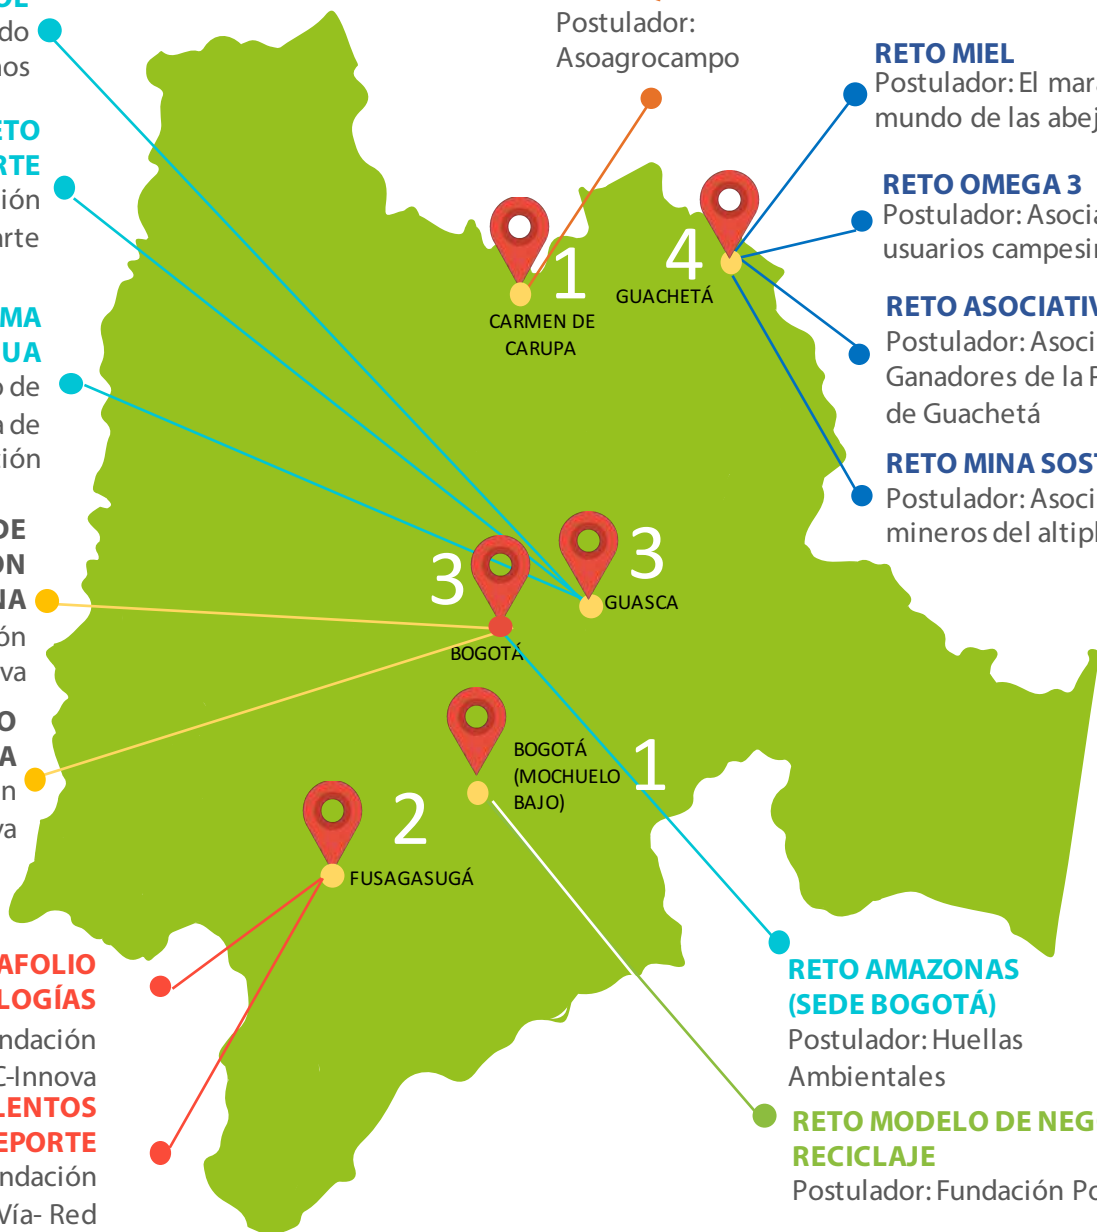 do
nos
ETO
RTE
ción
arte
MA
UA
o de
a de
ción
DE
ÓN
NA
ón
va
O
A
n
va
AFOLIO
LOGÍAS
ndación
C-Innova
LENTOS
EPORTE
ndación
Vía- Red
Postulador:
Asoagrocampo
1
CARMEN DE
CARUPA
4
GUACHETÁ
3
BOGOTÁ
3
GUASCA
BOGOTÁ
(MOCHUELO
BAJO)
1
2
FUSAGASUGÁ
RETO MIEL
Postulador: El mara
mundo de las abej
RETO OMEGA 3
Postulador: Asocia
usuarios campesin
RETO ASOCIATIV
Postulador: Asoci
Ganadores de la P
de Guachetá
RETO MINA SOST
Postulador: Asoci
mineros del altipl
RETO AMAZONAS
(SEDE BOGOTÁ)
Postulador: Huellas
Ambientales
RETO MODELO DE NEG
RECICLAJE
Postulador: Fundación Po